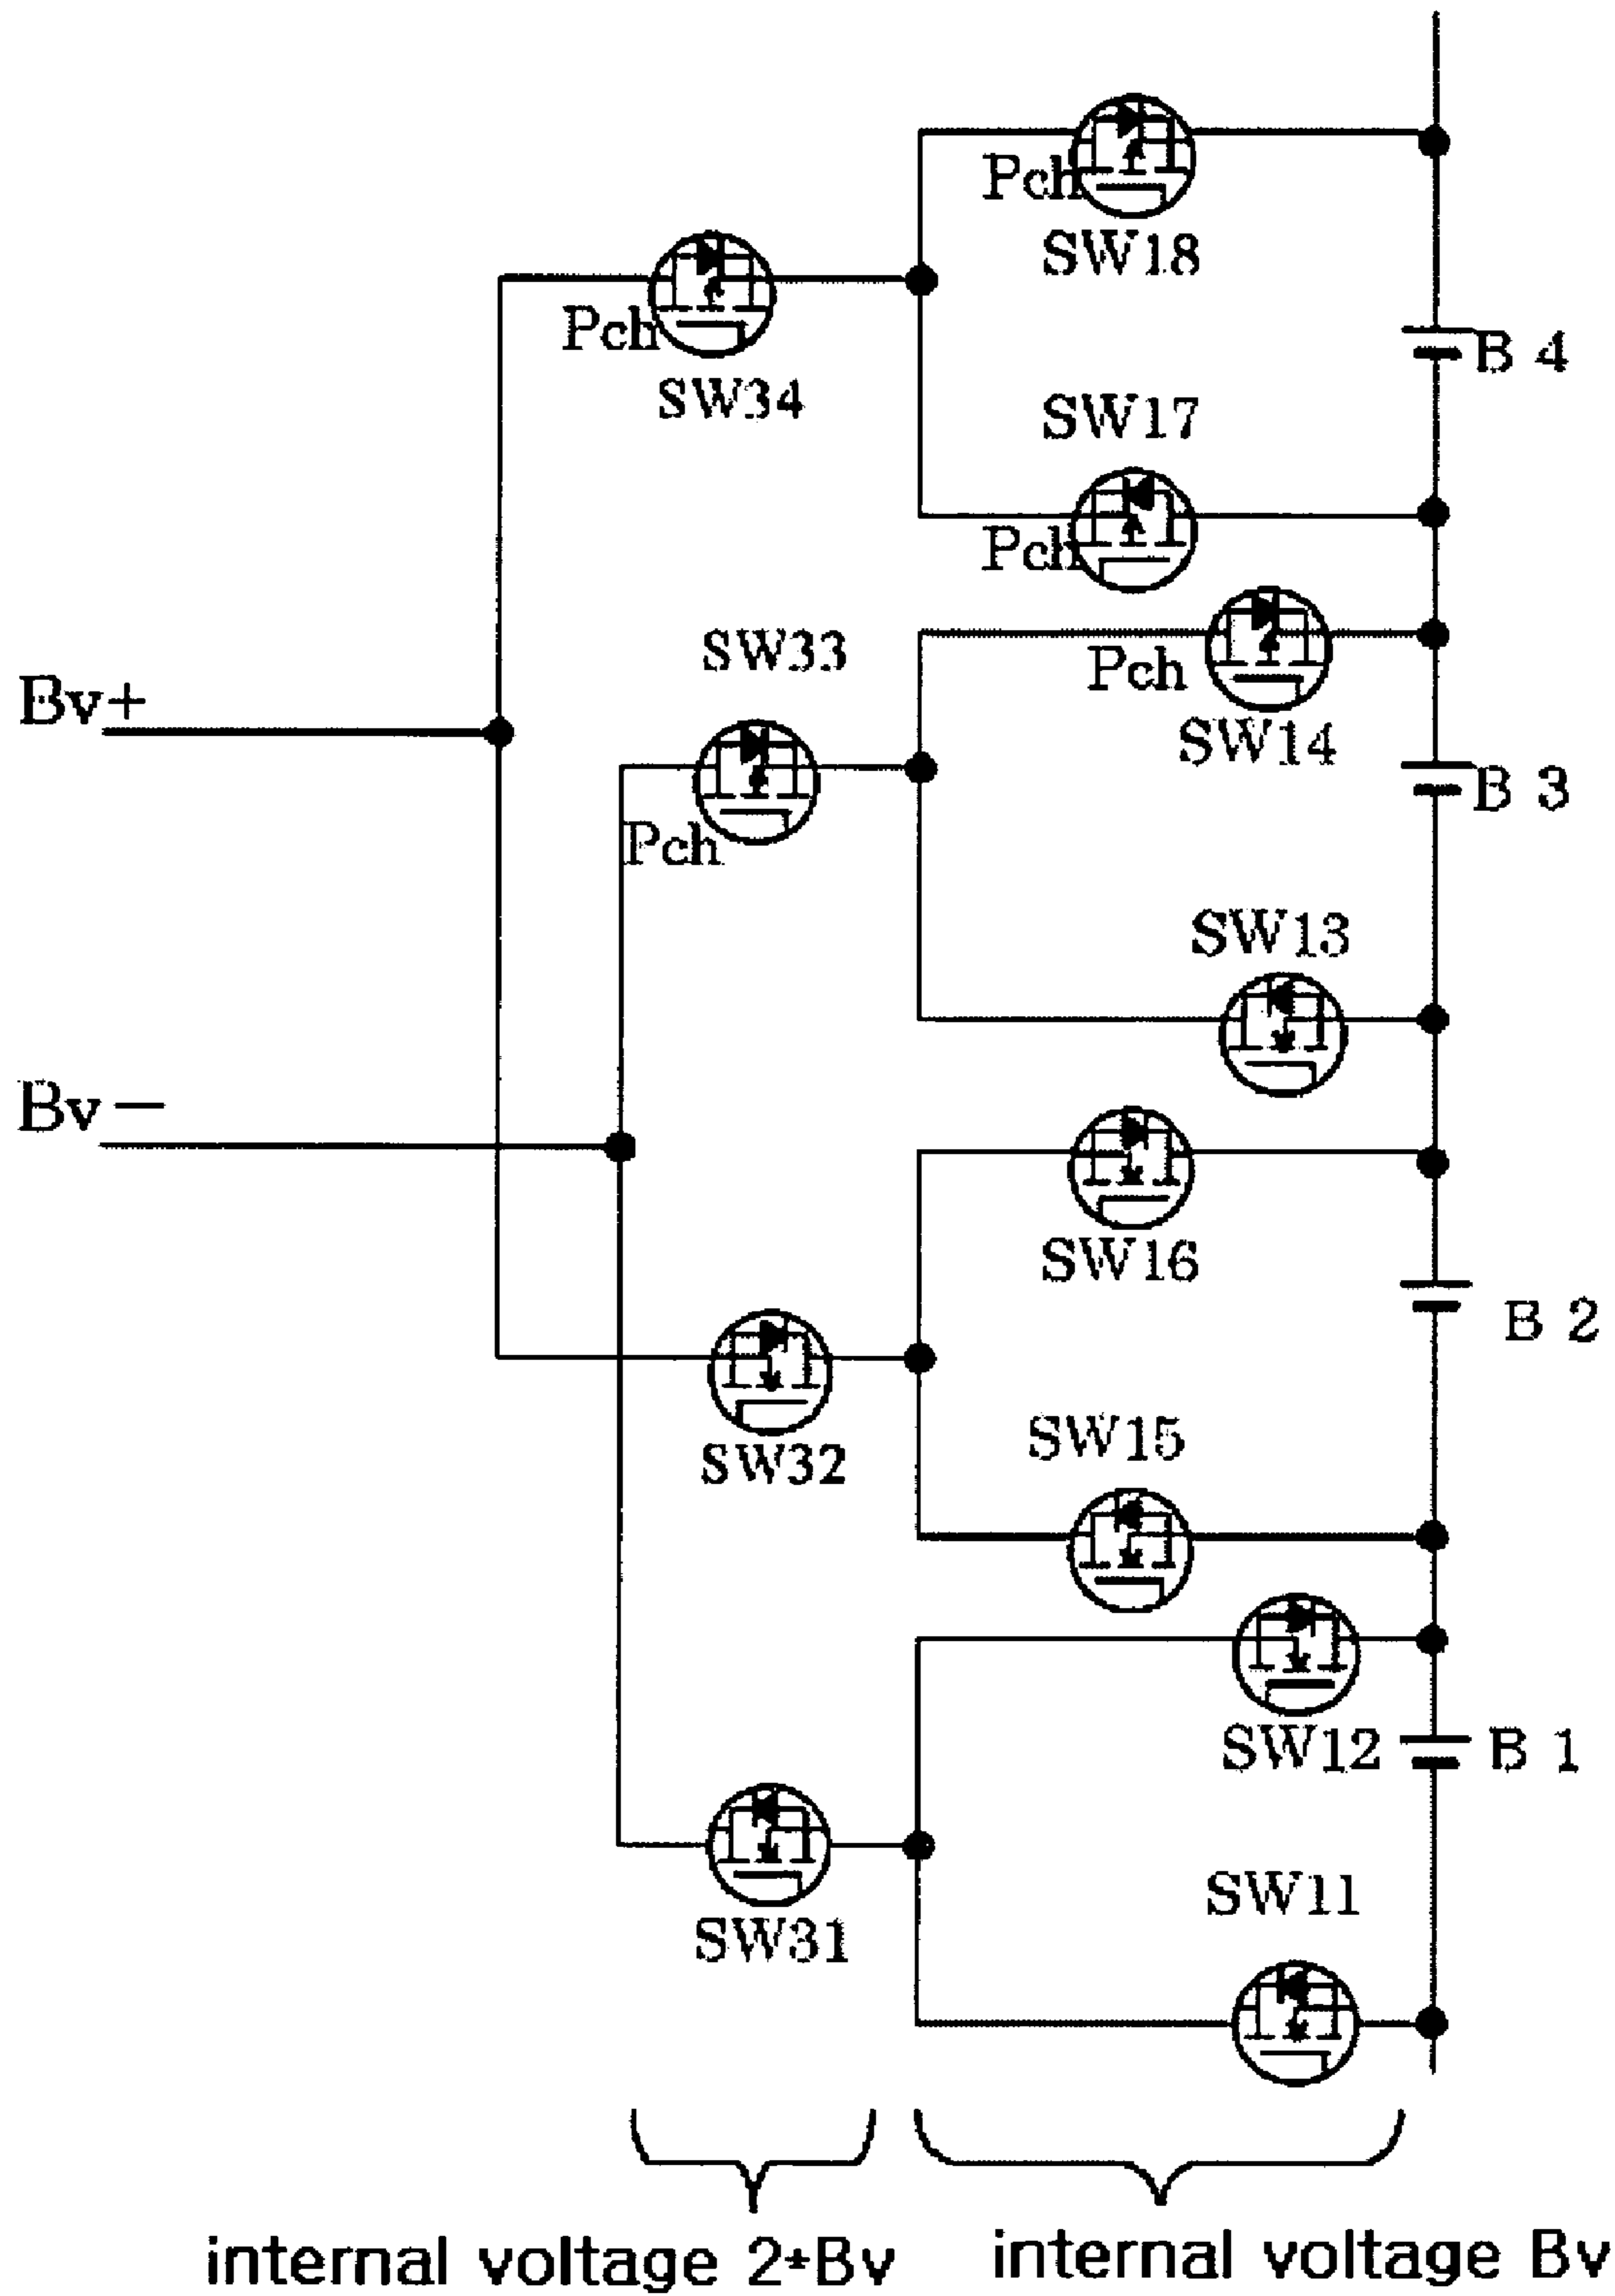 Pch
SW18
Pch
SW34
B 4
SW17
Pch
SW33
Pch
SW14
Bv+
B 3
Pch
SW13
Bv−
SW16
B 2
SW32
SW15
SW12
B 1
SW11
SW31
internal voltage 2*Bv
internal voltage Bv